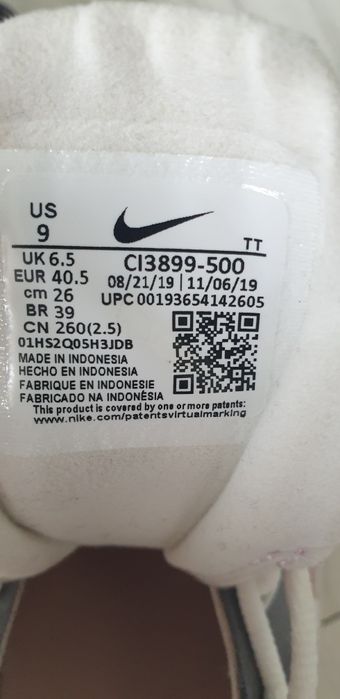 US
9
TT
UK 6.5
CI3899-500
EUR 40.5
08/21/19 | 11/06/19
cm 26
UPC 00193654142605
BR 39
CN 260(2.5)
01HS2Q05H3JDB
MADE IN INDONESIA
HECHO EN INDONESIA
FABRIQUE EN INDONESIE
FABRICADO NA INDONÉSIA
This product is covered by one or more patents:
www.nike.com/patentsvirtualmarking